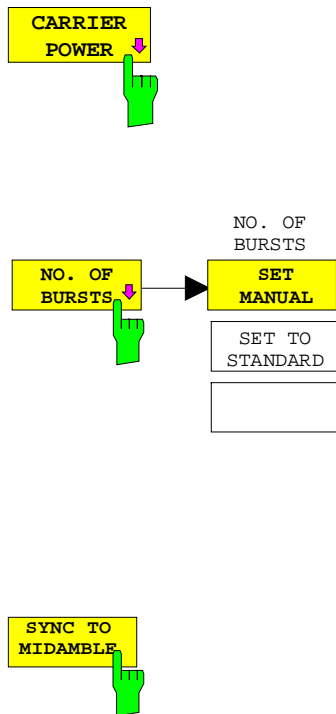 CARRIER
POWER
NO. OF
BURSTS
NO. OF
BURSTS
SET
MANUAL
SET TO
STANDARD
SYNC TO
MIDAMBLE